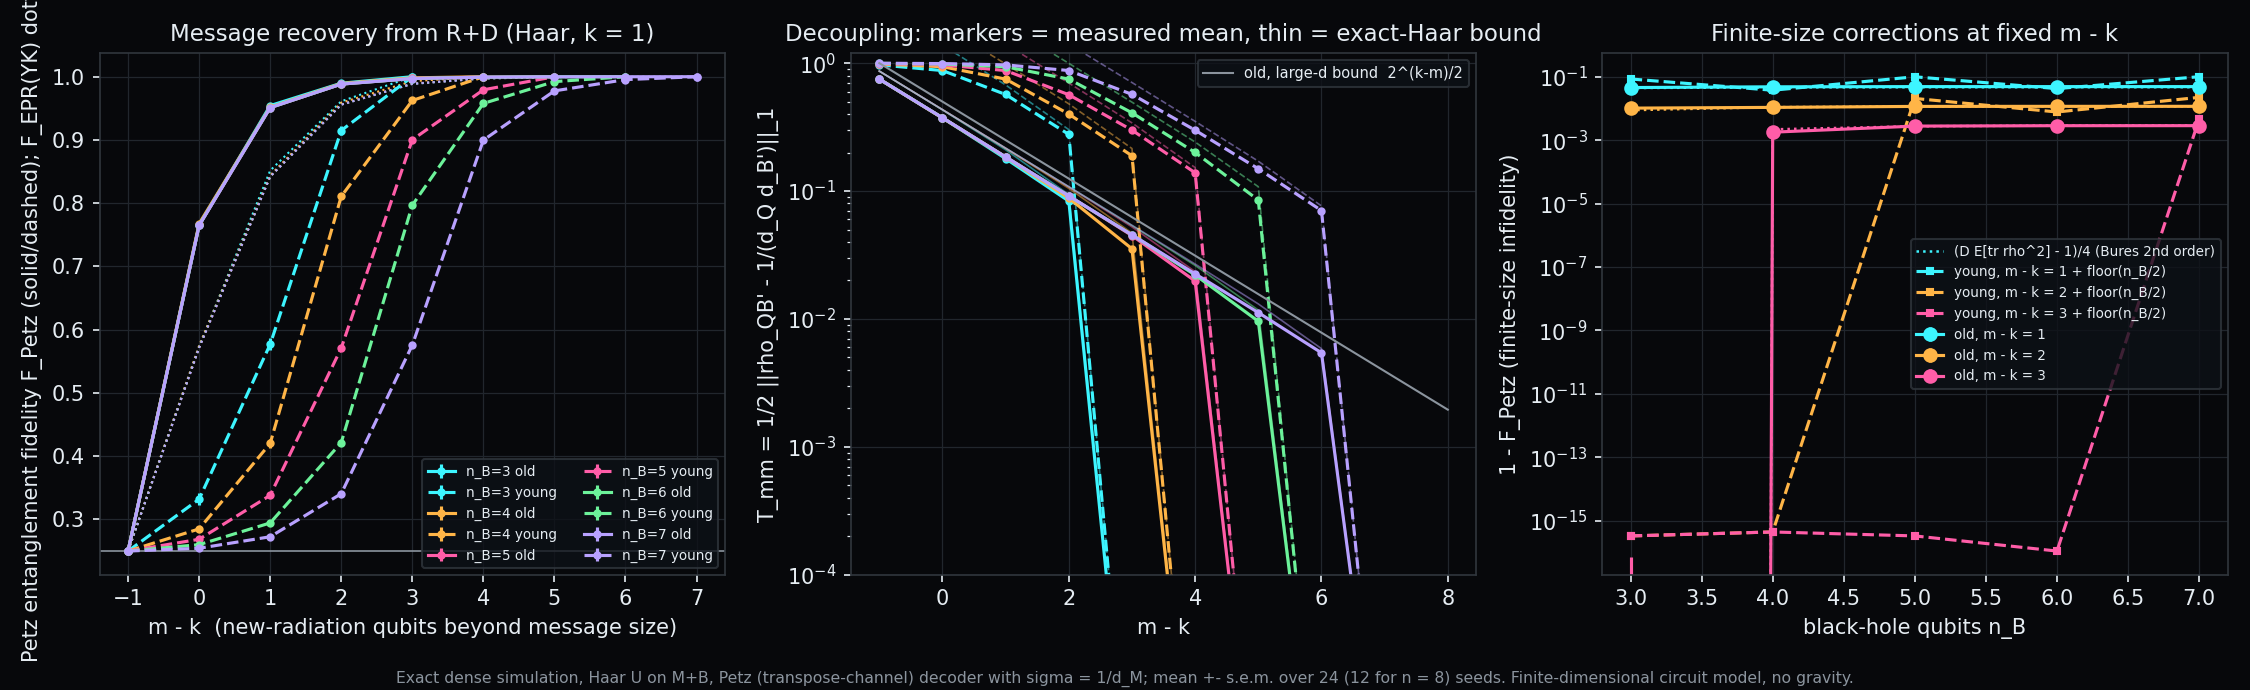 Message recovery from R+D (Haar, k = 1)
Petz entanglement fidelity F_Petz (solid/dashed); F_EPR(YK) dot
1.0
0.9
0.8
0.7
0.6
0.5
0.4
0.3
n_B=3 old
n_B=3 young
n_B=4 old
n_B=4 young
n_B=5 old
n_B=5 young
n_B=6 old
n_B=6 young
n_B=7 old
n_B=7 young
−1 0 1 2 3 4 5 6 7
m - k (new-radiation qubits beyond message size)
Decoupling: markers = measured mean, thin = exact-Haar bound
T_mm = 1/2 ||rho_QB' - 1/(d_Q d_B')||_1
10^0
10^−1
10^−2
10^−3
10^−4
old, large-d bound 2^(k-m)/2
0 2 4 6 8
m - k
Finite-size corrections at fixed m - k
1 - F_Petz (finite-size infidelity)
10^−1
10^−3
10^−5
10^−7
10^−9
10^−11
10^−13
10^−15
(D E[tr rho^2] - 1)/4 (Bures 2nd order)
young, m - k = 1 + floor(n_B/2)
young, m - k = 2 + floor(n_B/2)
young, m - k = 3 + floor(n_B/2)
old, m - k = 1
old, m - k = 2
old, m - k = 3
3.0 3.5 4.0 4.5 5.0 5.5 6.0 6.5 7.0
black-hole qubits n_B
Exact dense simulation, Haar U on M+B, Petz (transpose-channel) decoder with sigma = 1/d_M; mean +- s.e.m. over 24 (12 for n = 8) seeds. Finite-dimensional circuit model, no gravity.